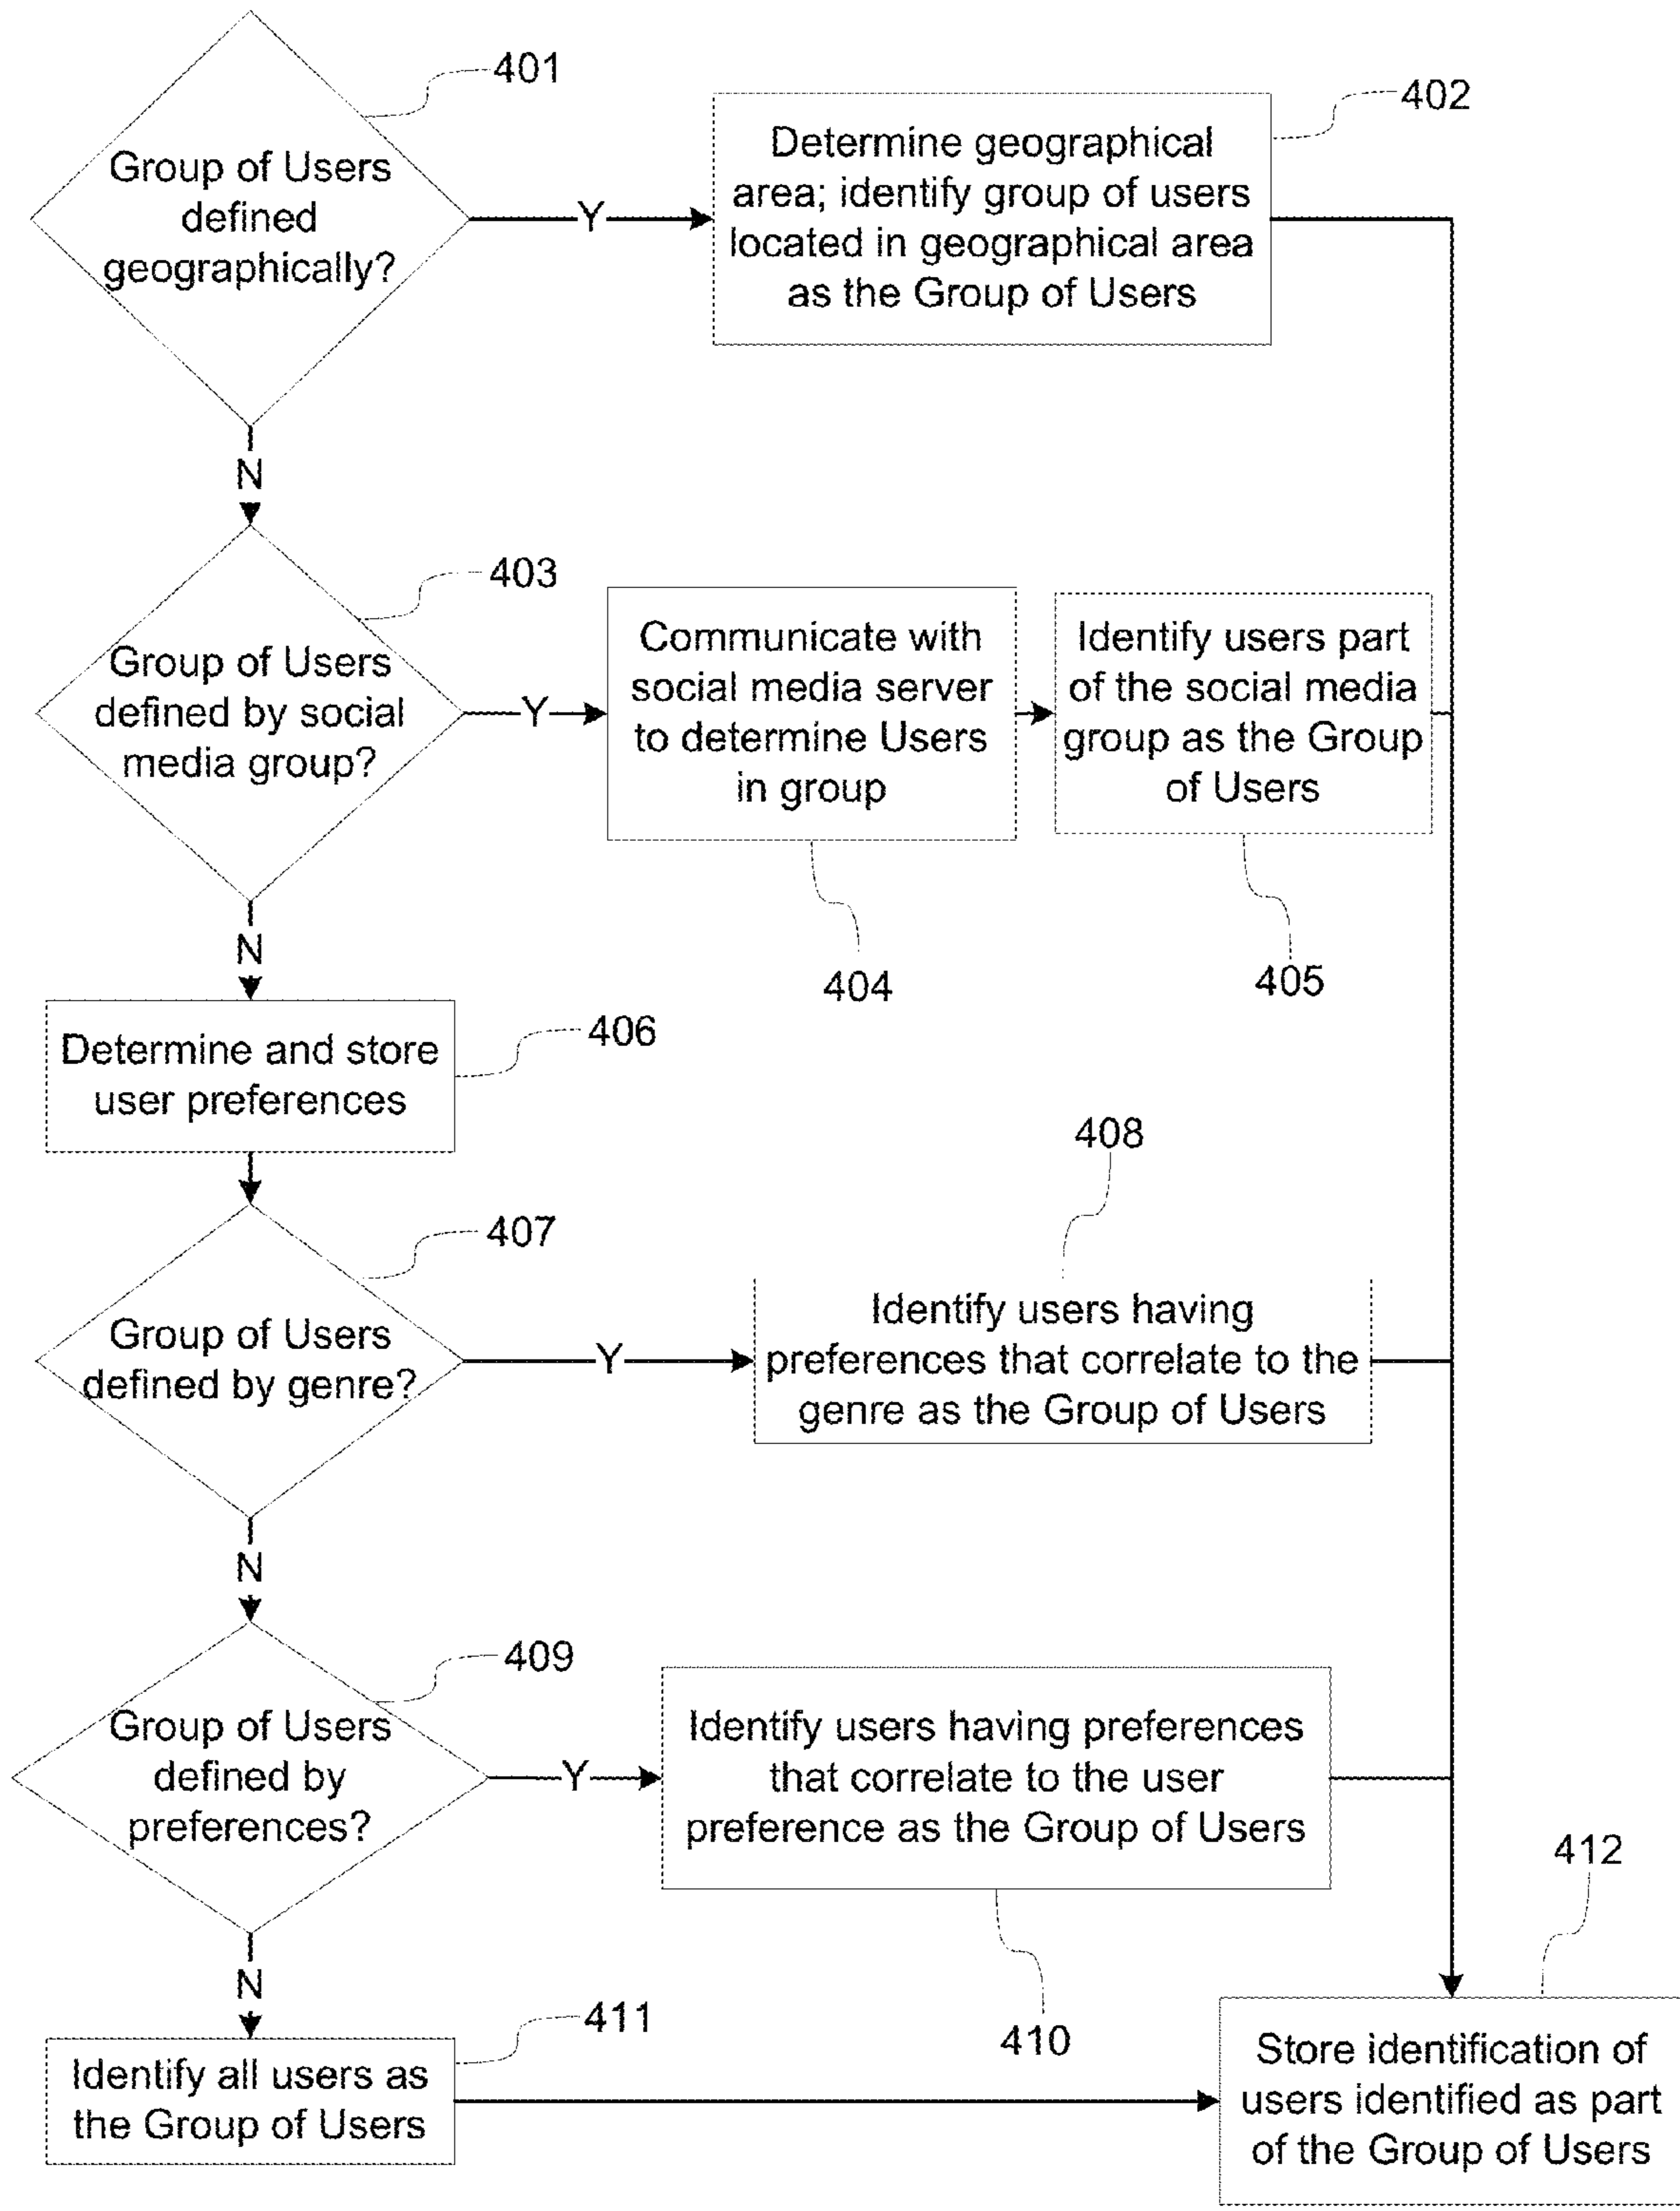 401
Group of Users
defined
geographically?
Y
402
Determine geographical
area; identify group of users
located in geographical area
as the Group of Users
N
403
Group of Users
defined by social
media group?
Y
Communicate with
social media server
to determine Users
in group
404
Identify users part
of the social media
group as the Group
of Users
405
N
406
Determine and store
user preferences
407
Group of Users
defined by genre?
Y
408
Identify users having
preferences that correlate to the
genre as the Group of Users
N
409
Group of Users
defined by
preferences?
Y
Identify users having preferences
that correlate to the user
preference as the Group of Users
410
N
411
Identify all users as
the Group of Users
412
Store identification of
users identified as part
of the Group of Users